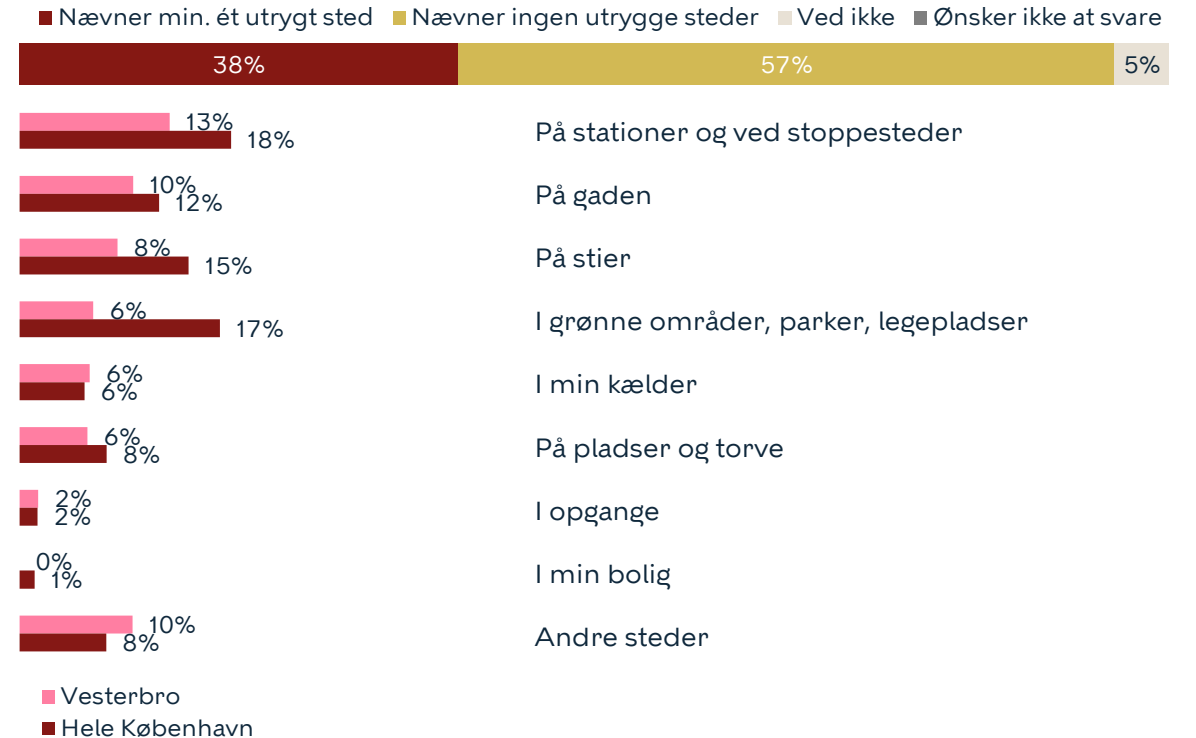 Nævner min. ét utrygt sted Nævner ingen utrygge steder Ved ikke Ønsker ikke at svare
38% 57% 5%
13%
18% På stationer og ved stoppesteder
10%
12% På gaden
8%
15% På stier
6%
17% I grønne områder, parker, legepladser
6%
6% I min kælder
6%
8% På pladser og torve
2%
2% I opgange
0%
1% I min bolig
10%
8% Andre steder
Vesterbro
Hele København